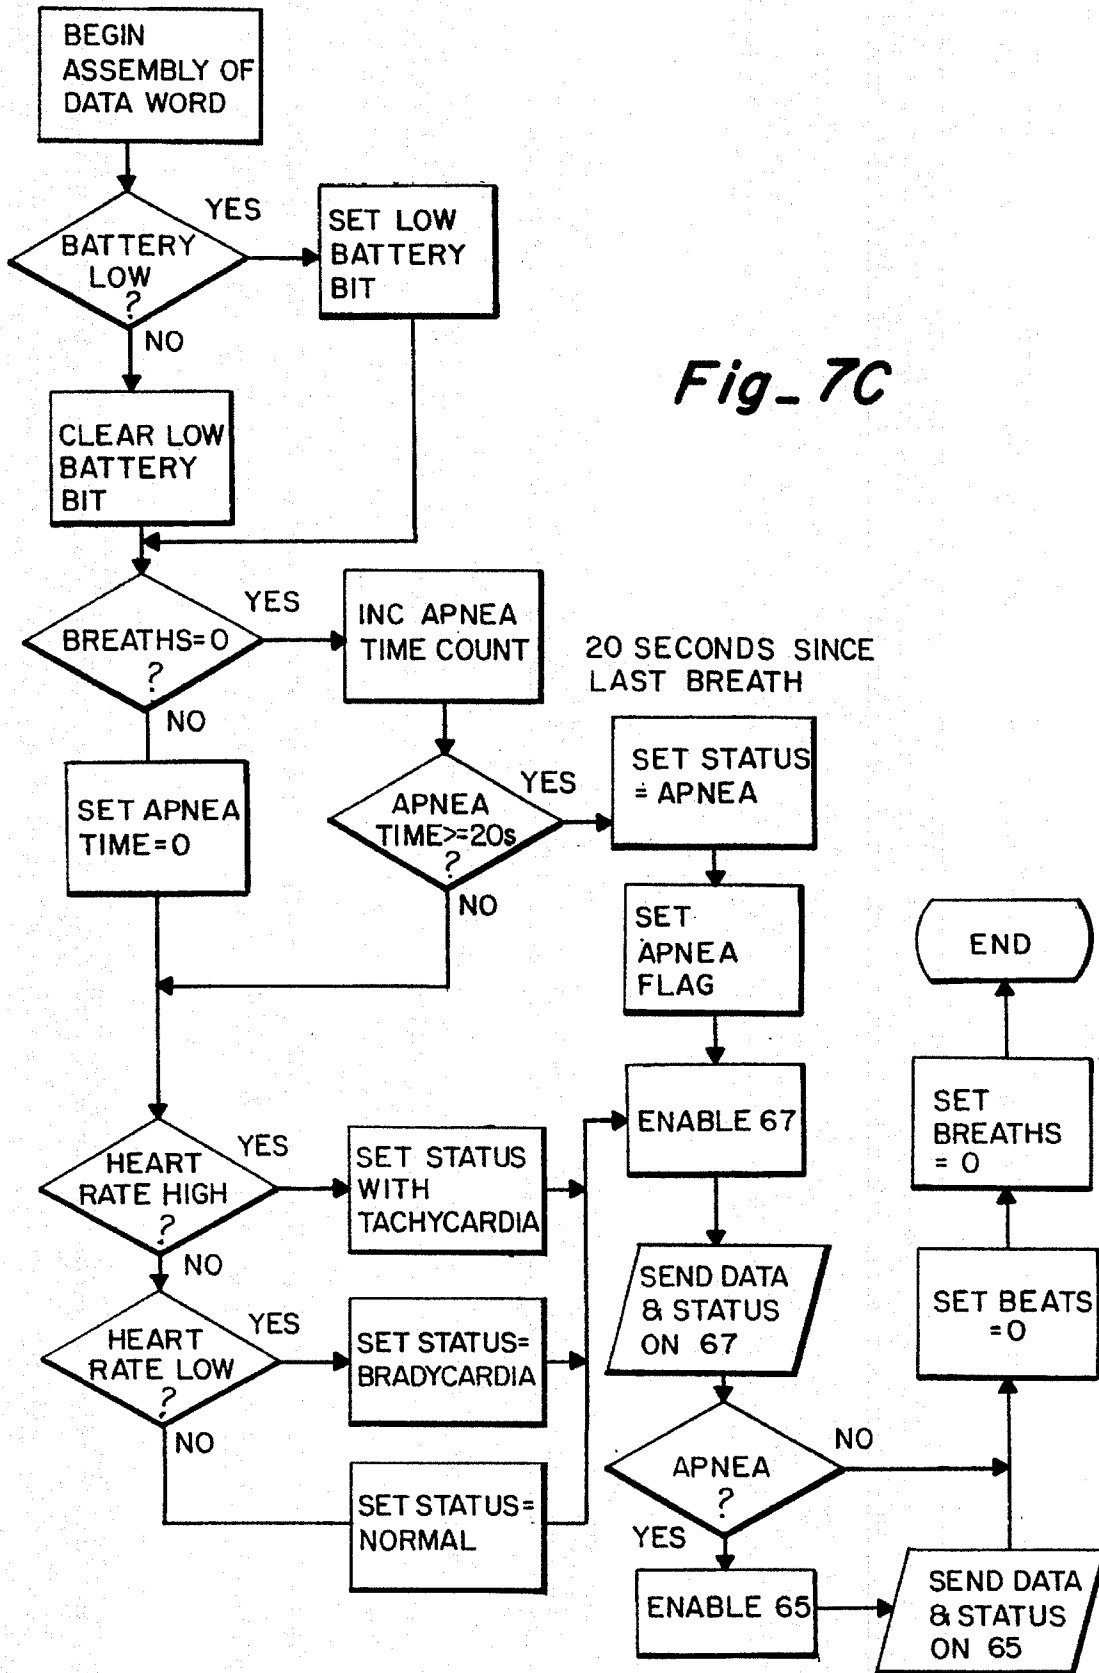 BEGIN
ASSEMBLY OF
DATA WORD
BATTERY
LOW
?
YES
NO
SET LOW
BATTERY
BIT
CLEAR LOW
BATTERY
BIT
Fig_7C
BREATHS=0
?
YES
NO
INC APNEA
TIME COUNT
20 SECONDS SINCE
LAST BREATH
SET APNEA
TIME=0
APNEA
TIME>=20s
?
YES
NO
SET STATUS
= APNEA
SET
APNEA
FLAG
END
ENABLE 67
SET
BREATHS
= 0
HEART
RATE HIGH
?
YES
NO
SET STATUS
WITH
TACHYCARDIA
SEND DATA
& STATUS
ON 67
SET BEATS
=0
HEART
RATE LOW
?
YES
NO
SET STATUS=
BRADYCARDIA
SET STATUS=
NORMAL
APNEA
?
NO
YES
ENABLE 65
SEND DATA
& STATUS
ON 65